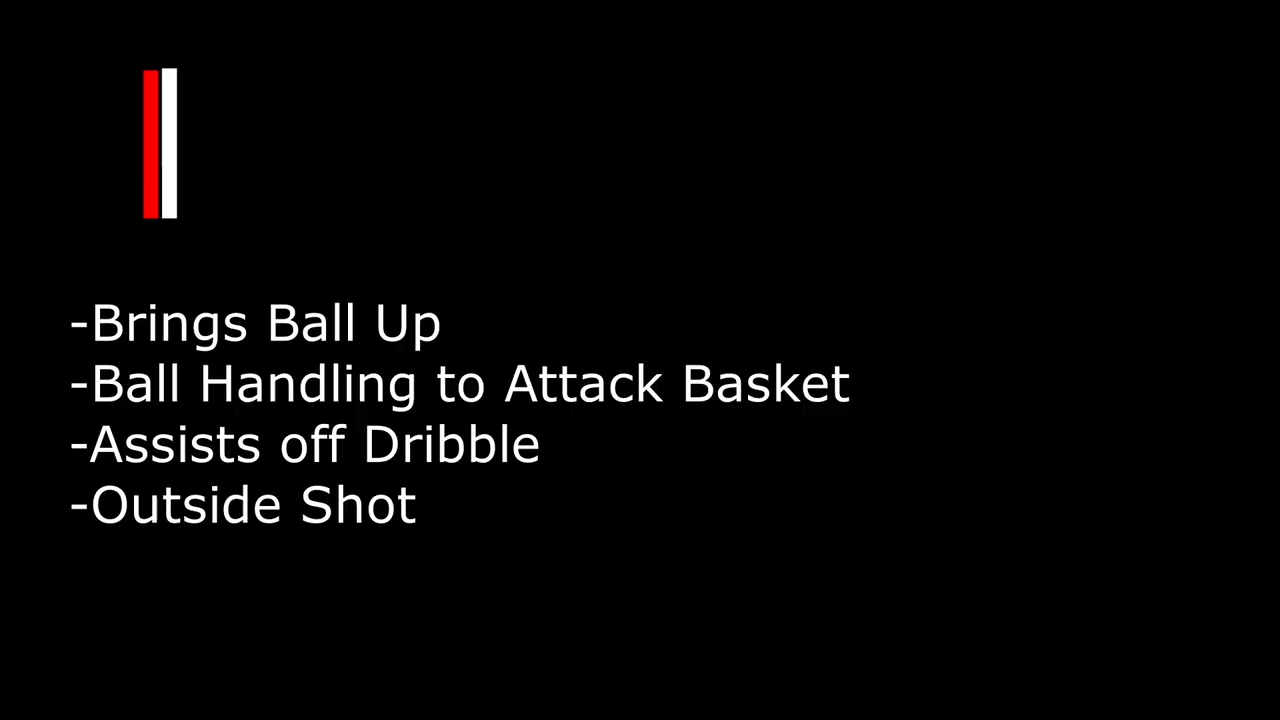 -Brings Ball Up
-Ball Handling to Attack Basket
-Assists off Dribble
-Outside Shot